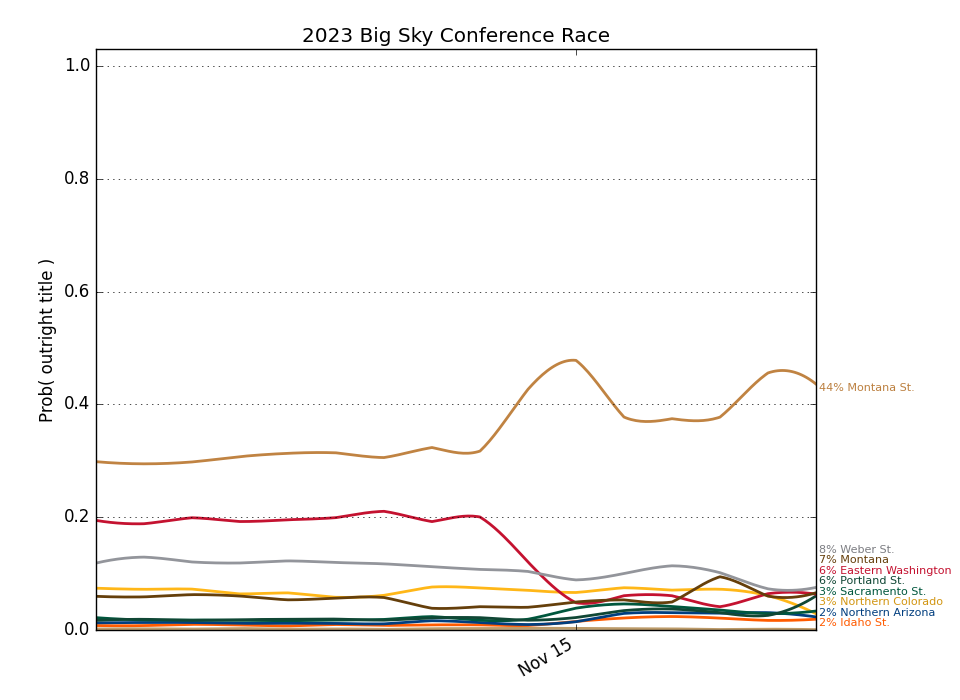 2023 Big Sky Conference Race
Prob( outright title )
1.0
0.8
0.6
0.4
0.2
0.0
Nov 15
44% Montana St.
8% Weber St.
7% Montana
6% Eastern Washington
6% Portland St.
3% Sacramento St.
3% Northern Colorado
2% Northern Arizona
2% Idaho St.